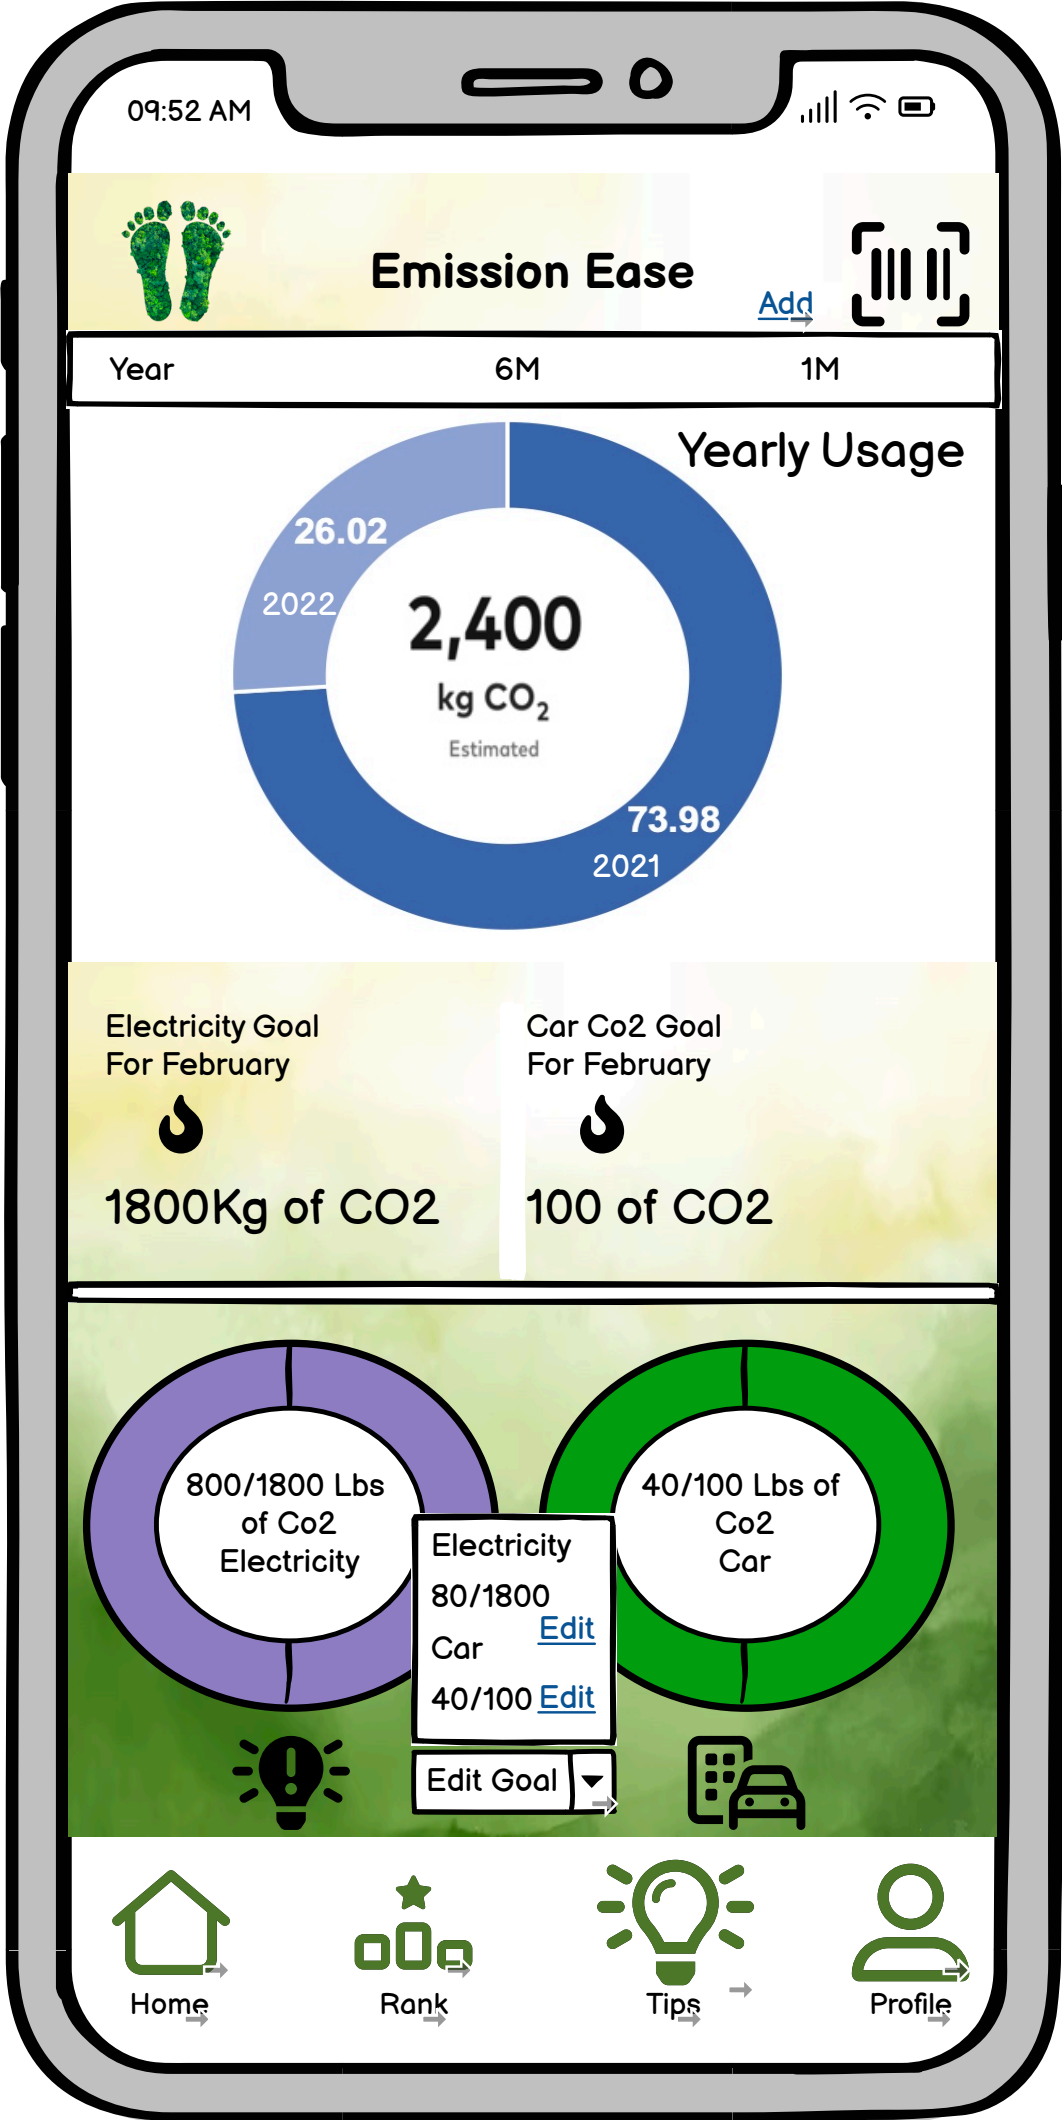 09:52 AM
Emission Ease
Add
Year 6M 1M
Yearly Usage
26.02
2022
2,400
kg CO2
Estimated
73.98
2021
Electricity Goal
For February
1800Kg of CO2
Car Co2 Goal
For February
100 of CO2
800/1800 Lbs
of Co2
Electricity
40/100 Lbs of
Co2
Car
Electricity
80/1800
Edit
Car
40/100 Edit
Edit Goal
Home Rank Tips Profile